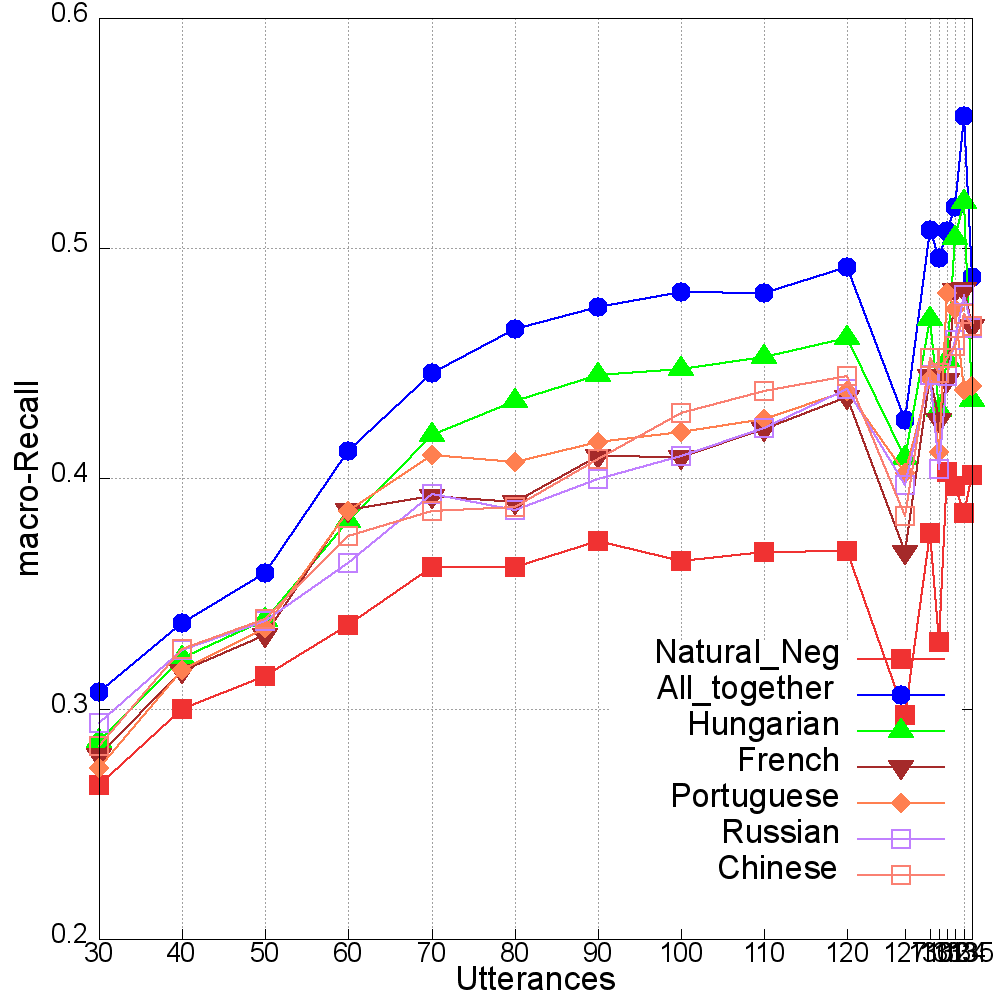 0.6
0.5
0.4
0.3
0.2
macro-Recall
Natural_Neg
All_together
Hungarian
French
Portuguese
Russian
Chinese
30 40 50 60 70 80 90 100 110 120
Utterances